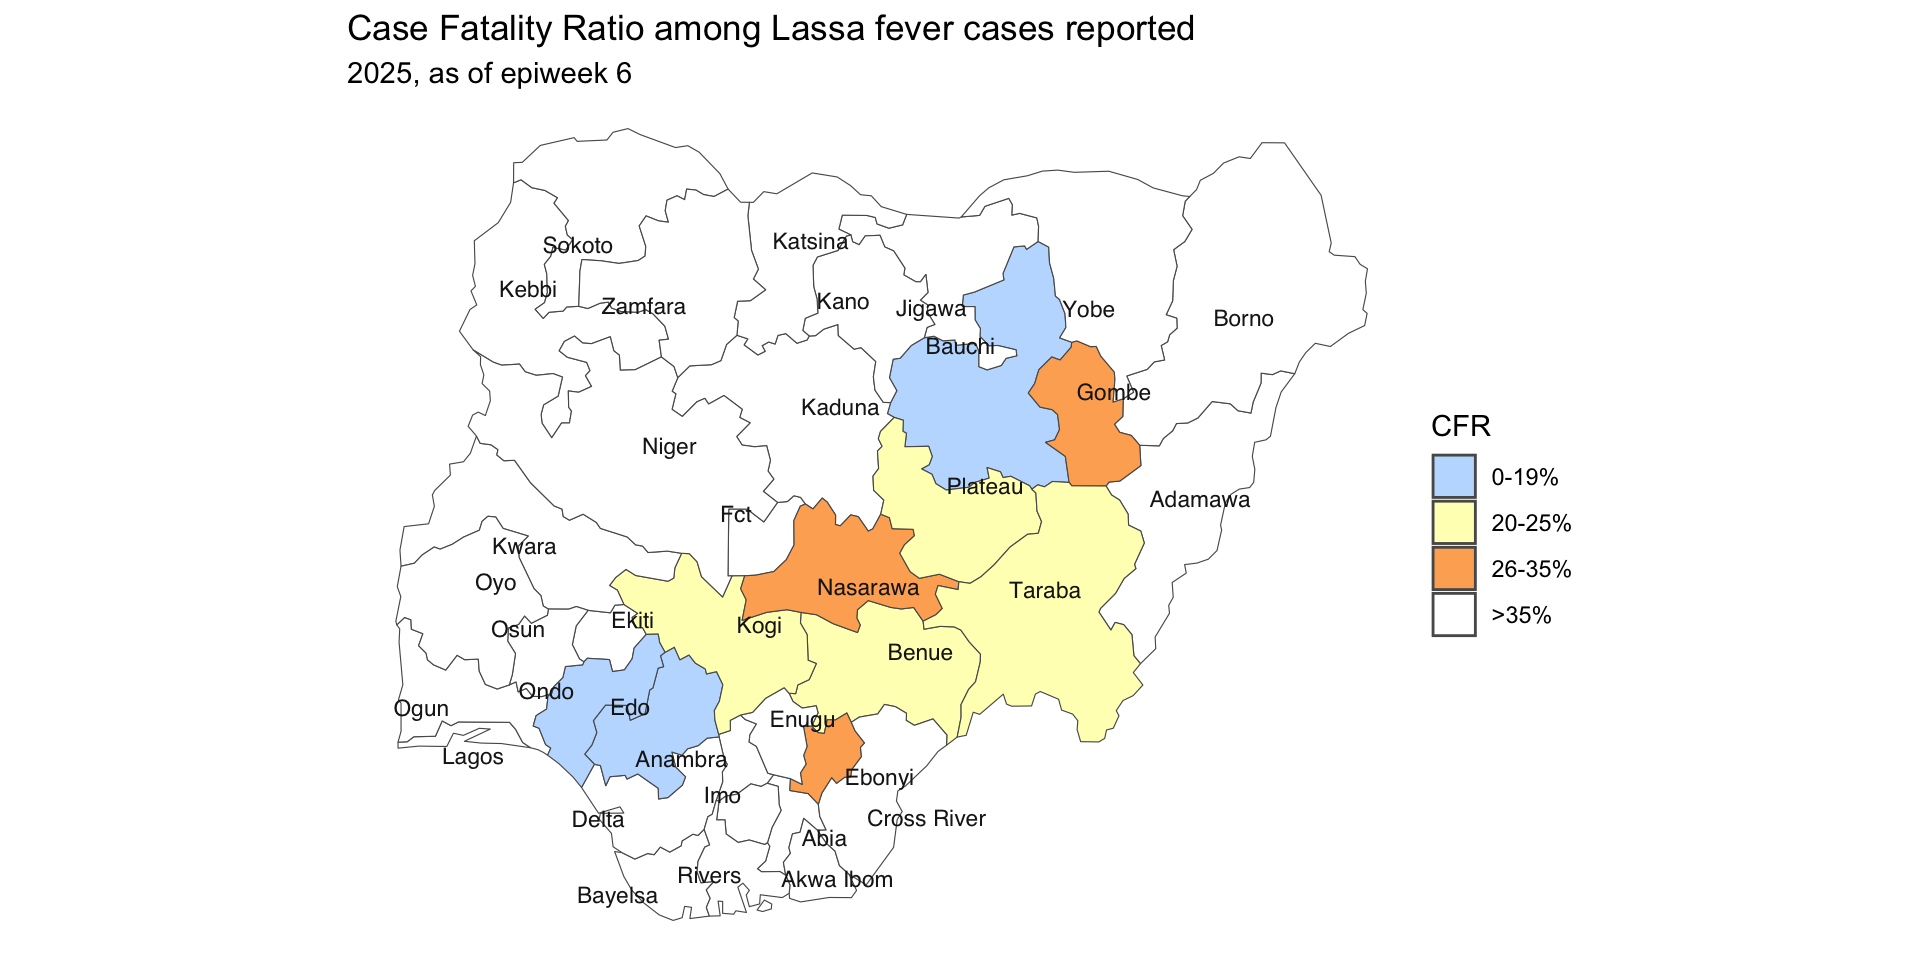 Case Fatality Ratio among Lassa fever cases reported
2025, as of epiweek 6
Sokoto
Katsina
Kebbi
Zamfara
Kano
Jigawa
Yobe
Borno
Bauchi
Gombe
Kaduna
Niger
Plateau
Adamawa
Fct
Kwara
Oyo
Nasarawa
Taraba
Ekiti
Osun
Kogi
Benue
Ondo
Edo
Ogun
Enugu
Lagos
Anambra
Ebonyi
Imo
Delta
Cross River
Abia
Rivers
Akwa Ibom
Bayelsa
CFR
0-19%
20-25%
26-35%
>35%